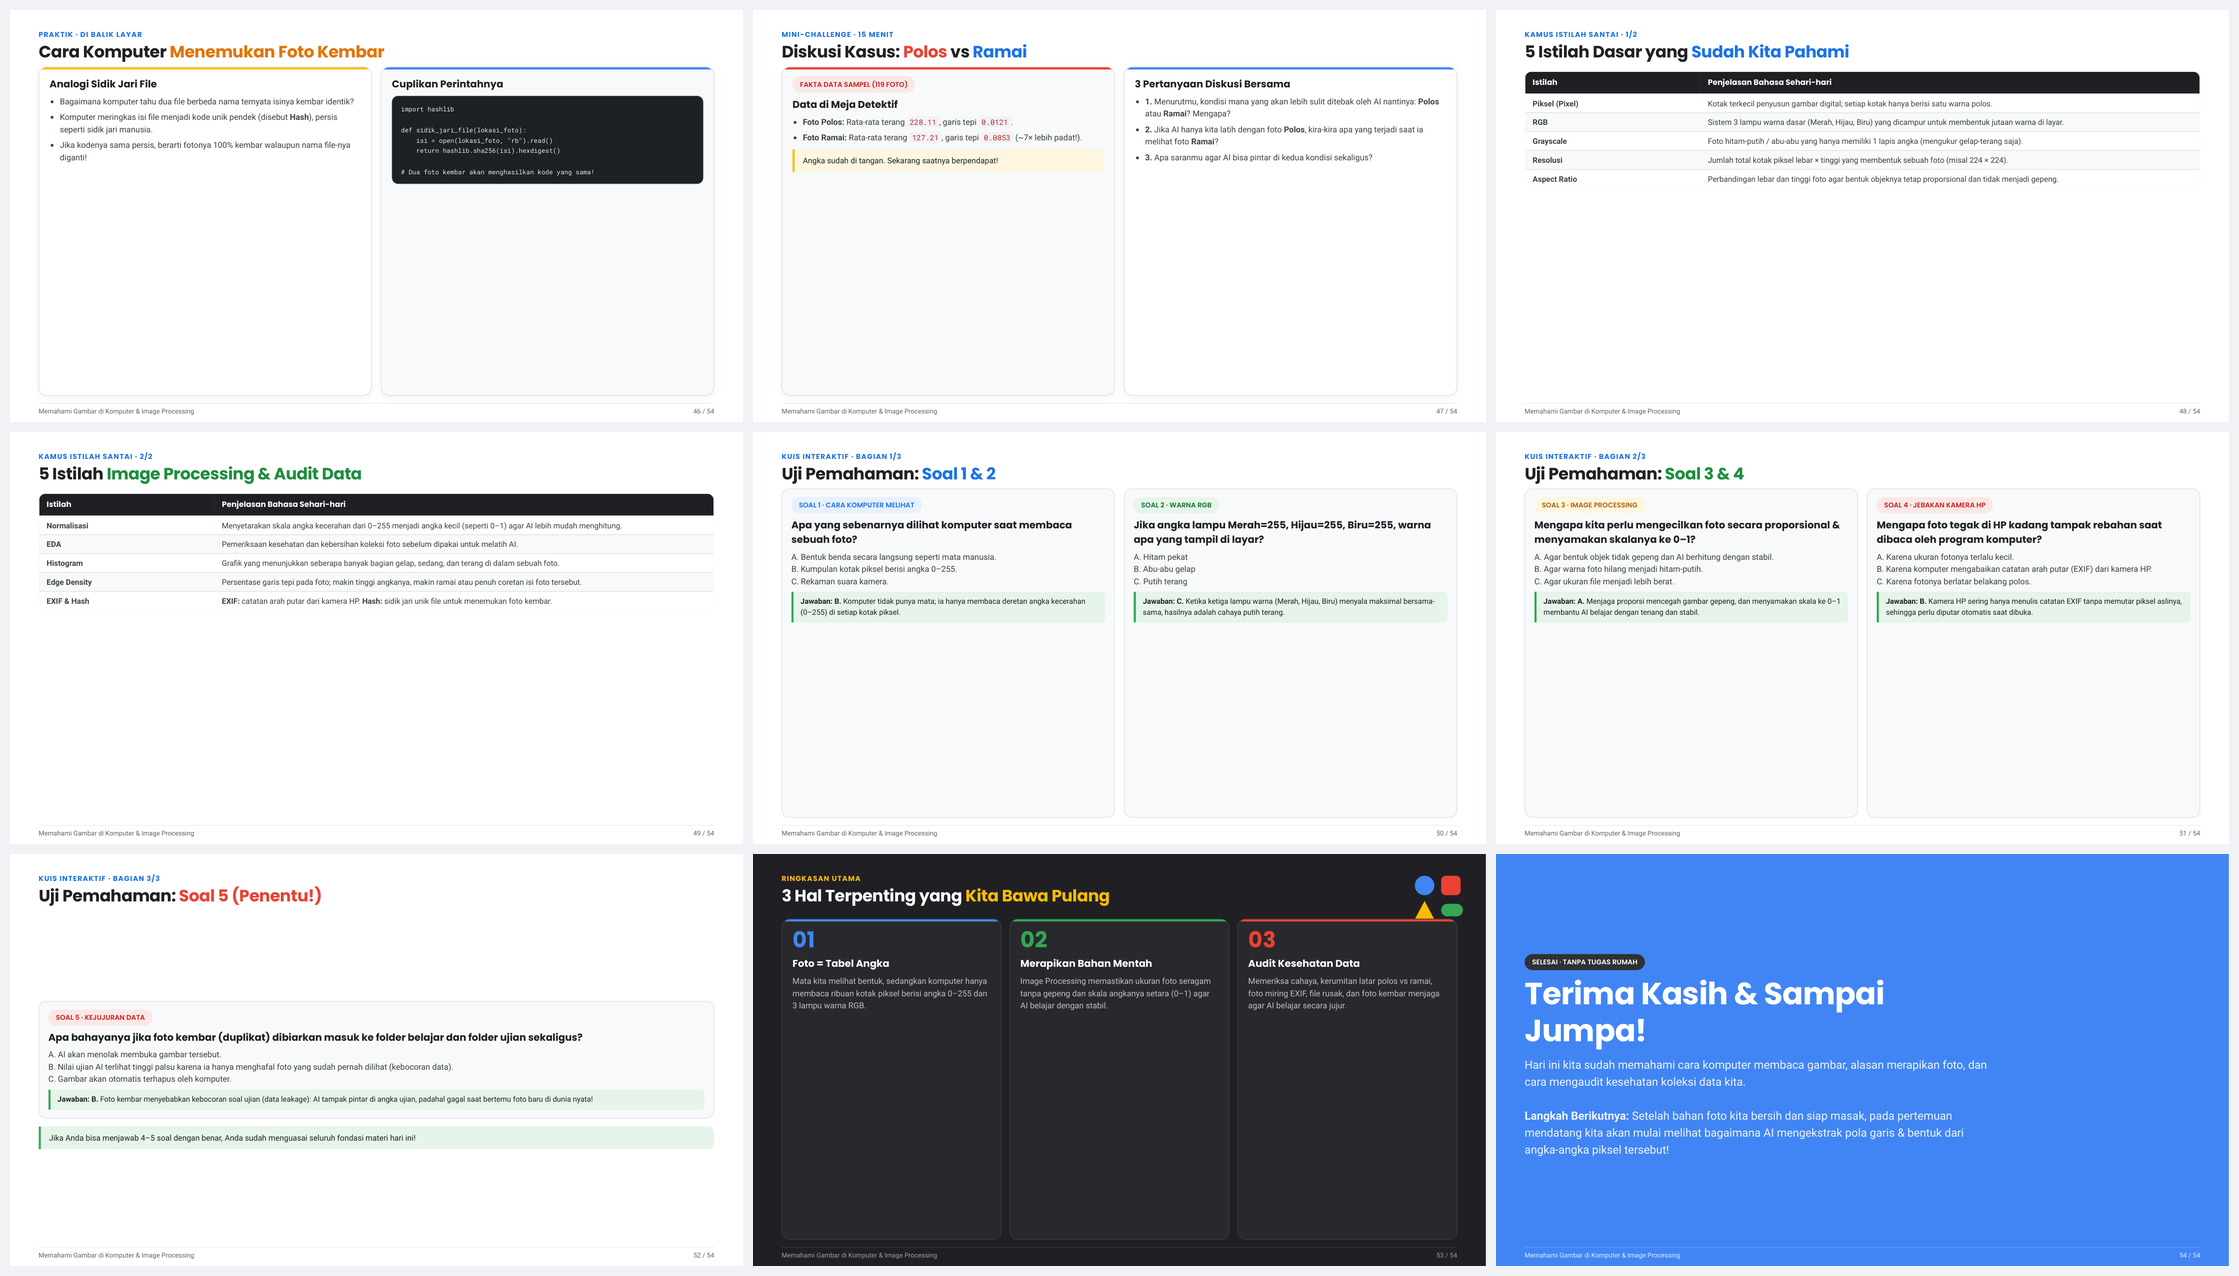 PRAKTIK · DI BALIK LAYAR
Cara Komputer Menemukan Foto Kembar
Analogi Sidik Jari File
• Bagaimana komputer tahu dua file berbeda nama ternyata isinya kembar identik?
• Komputer meringkas isi file menjadi kode unik pendek (disebut Hash), persis
seperti sidik jari manusia.
• Jika kodenya sama persis, berarti fotonya 100% kembar walaupun nama file-nya
diganti!
Cuplikan Perintahnya
import hashlib
def sidik_jari_file(lokasi_foto):
isi = open(lokasi_foto, "rb").read()
return hashlib.sha256(isi).hexdigest()
# Dua foto kembar akan menghasilkan kode yang sama!
Memahami Gambar di Komputer & Image Processing
46 / 54
MINI-CHALLENGE · 15 MENIT
Diskusi Kasus: Polos vs Ramai
FAKTA DATA SAMPEL (119 FOTO)
Data di Meja Detektif
• Foto Polos: Rata-rata terang 228.11, garis tepi 0.0121.
• Foto Ramai: Rata-rata terang 127.21, garis tepi 0.0853 (~7× lebih padat!).
Angka sudah di tangan. Sekarang saatnya berpendapat!
3 Pertanyaan Diskusi Bersama
• 1. Menurutmu, kondisi mana yang akan lebih sulit ditebak oleh AI nantinya: Polos
atau Ramai? Mengapa?
• 2. Jika AI hanya kita latih dengan foto Polos, kira-kira apa yang terjadi saat ia
melihat foto Ramai?
• 3. Apa saranmu agar AI bisa pintar di kedua kondisi sekaligus?
Memahami Gambar di Komputer & Image Processing
47 / 54
KAMUS ISTILAH SANTAI · 1/2
5 Istilah Dasar yang Sudah Kita Pahami
Istilah Penjelasan Bahasa Sehari-hari
Piksel (Pixel) Kotak terkecil penyusun gambar digital; setiap kotak hanya berisi satu warna polos.
RGB Sistem 3 lampu warna dasar (Merah, Hijau, Biru) yang dicampur untuk membentuk jutaan warna di layar.
Grayscale Foto hitam-putih / abu-abu yang hanya memiliki 1 lapis angka (mengukur gelap-terang saja).
Resolusi Jumlah total kotak piksel lebar × tinggi yang membentuk sebuah foto (misal 224 × 224).
Aspect Ratio Perbandingan lebar dan tinggi foto agar bentuk objeknya tetap proporsional dan tidak menjadi gepeng.
Memahami Gambar di Komputer & Image Processing
48 / 54
KAMUS ISTILAH SANTAI · 2/2
5 Istilah Image Processing & Audit Data
Istilah Penjelasan Bahasa Sehari-hari
Normalisasi Menyetarakan skala angka kecerahan dari 0–255 menjadi angka kecil (seperti 0–1) agar AI lebih mudah menghitung.
EDA Pemeriksaan kesehatan dan kebersihan koleksi foto sebelum dipakai untuk melatih AI.
Histogram Grafik yang menunjukkan seberapa banyak bagian gelap, sedang, dan terang di dalam sebuah foto.
Edge Density Persentase garis tepi pada foto; makin tinggi angkanya, makin ramai atau penuh coretan isi foto tersebut.
EXIF & Hash EXIF: catatan arah putar dari kamera HP. Hash: sidik jari unik file untuk menemukan foto kembar.
Memahami Gambar di Komputer & Image Processing
49 / 54
KUIS INTERAKTIF · BAGIAN 1/3
Uji Pemahaman: Soal 1 & 2
SOAL 1 · CARA KOMPUTER MELIHAT
Apa yang sebenarnya dilihat komputer saat membaca
sebuah foto?
A. Bentuk benda secara langsung seperti mata manusia.
B. Kumpulan kotak piksel berisi angka 0–255.
C. Rekaman suara kamera.
Jawaban: B. Komputer tidak punya mata; ia hanya membaca deretan angka kecerahan
(0–255) di setiap kotak piksel.
SOAL 2 · WARNA RGB
Jika angka lampu Merah=255, Hijau=255, Biru=255, warna
apa yang tampil di layar?
A. Hitam pekat
B. Abu-abu gelap
C. Putih terang
Jawaban: C. Ketika ketiga lampu warna (Merah, Hijau, Biru) menyala maksimal bersama-
sama, hasilnya adalah cahaya putih terang.
Memahami Gambar di Komputer & Image Processing
50 / 54
KUIS INTERAKTIF · BAGIAN 2/3
Uji Pemahaman: Soal 3 & 4
SOAL 3 · IMAGE PROCESSING
Mengapa kita perlu mengecilkan foto secara proporsional &
menyamakan skalanya ke 0–1?
A. Agar bentuk objek tidak gepeng dan AI berhitung dengan stabil.
B. Agar warna foto hilang menjadi hitam-putih.
C. Agar ukuran file menjadi lebih berat.
Jawaban: A. Menjaga proporsi mencegah gambar gepeng, dan menyamakan skala ke 0–1
membantu AI belajar dengan tenang dan stabil.
SOAL 4 · JEBAKAN KAMERA HP
Mengapa foto tegak di HP kadang tampak rebahan saat
dibaca oleh program komputer?
A. Karena ukuran fotonya terlalu kecil.
B. Karena komputer mengabaikan catatan arah putar (EXIF) dari kamera HP.
C. Karena fotonya berlatar belakang polos.
Jawaban: B. Kamera HP sering hanya menulis catatan EXIF tanpa memutar piksel aslinya,
sehingga perlu diputar otomatis saat dibuka.
Memahami Gambar di Komputer & Image Processing
51 / 54
KUIS INTERAKTIF · BAGIAN 3/3
Uji Pemahaman: Soal 5 (Penentu!)
SOAL 5 · KEJUJURAN DATA
Apa bahayanya jika foto kembar (duplikat) dibiarkan masuk ke folder belajar dan folder ujian sekaligus?
A. AI akan menolak membuka gambar tersebut.
B. Nilai ujian AI terlihat tinggi palsu karena ia hanya menghafal foto yang sudah pernah dilihat (kebocoran data).
C. Gambar akan otomatis terhapus oleh komputer.
Jawaban: B. Foto kembar menyebabkan kebocoran soal ujian (data leakage): AI tampak pintar di angka ujian, padahal gagal saat bertemu foto baru di dunia nyata!
Jika Anda bisa menjawab 4–5 soal dengan benar, Anda sudah menguasai seluruh fondasi materi hari ini!
Memahami Gambar di Komputer & Image Processing
52 / 54
RINGKASAN UTAMA
3 Hal Terpenting yang Kita Bawa Pulang
01
Foto = Tabel Angka
Mata kita melihat bentuk, sedangkan komputer hanya
membaca ribuan kotak piksel berisi angka 0–255 dan
3 lampu warna RGB.
02
Merapikan Bahan Mentah
Image Processing memastikan ukuran foto seragam
tanpa gepeng dan skala angkanya setara (0–1) agar
AI belajar dengan stabil.
03
Audit Kesehatan Data
Memeriksa cahaya, kerumitan latar polos vs ramai,
foto miring EXIF, file rusak, dan foto kembar menjaga
agar AI belajar secara jujur.
Memahami Gambar di Komputer & Image Processing
53 / 54
SELESAI · TANPA TUGAS RUMAH
Terima Kasih & Sampai
Jumpa!
Hari ini kita sudah memahami cara komputer membaca gambar, alasan merapikan foto, dan
cara mengaudit kesehatan koleksi data kita.
Langkah Berikutnya: Setelah bahan foto kita bersih dan siap masak, pada pertemuan
mendatang kita akan mulai melihat bagaimana AI mengekstrak pola garis & bentuk dari
angka-angka piksel tersebut!
Memahami Gambar di Komputer & Image Processing
54 / 54